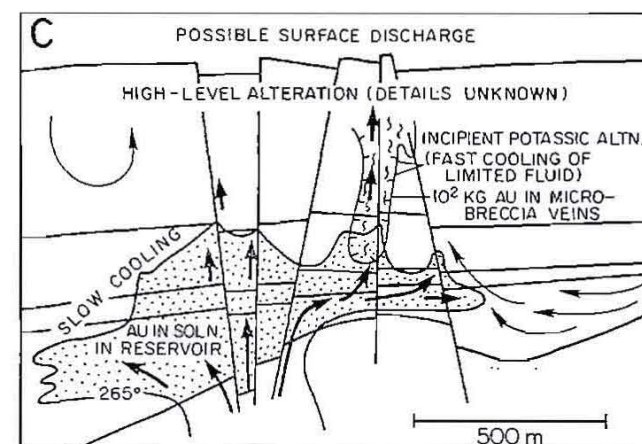 C
POSSIBLE SURFACE DISCHARGE
HIGH-LEVEL ALTERATION (DETAILS UNKNOWN)
INCIPIENT POTASSIC ALTN.
(FAST COOLING OF
LIMITED FLUID)
10² KG AU IN MICRO-
BRECCIA VEINS
SLOW COOLING
AU IN SOLN.
IN RESERVOIR
265°
500 m